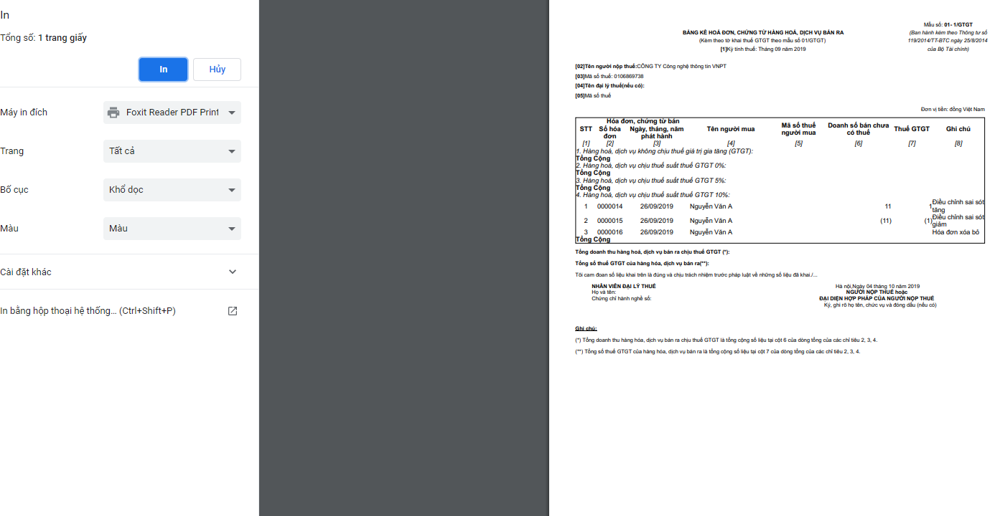 In
Tổng số: 1 trang giấy
In
Hủy
Máy in đích
Foxit Reader PDF Print
Trang
Tất cả
Bố cục
Khổ dọc
Màu
Màu
Cài đặt khác
In bằng hộp thoại hệ thống... (Ctrl+Shift+P)
Mẫu số: 01- 1/GTGT
(Ban hành kèm theo Thông tư số
119/2014/TT-BTC ngày 25/8/2014
của Bộ Tài chính)
BẢNG KÊ HOÁ ĐƠN, CHỨNG TỪ HÀNG HOÁ, DỊCH VỤ BÁN RA
(Kèm theo tờ khai thuế GTGT theo mẫu số 01/GTGT)
[1]Kỳ tính thuế: Tháng 09 năm 2019
[02]Tên người nộp thuế:CÔNG TY Công nghệ thông tin VNPT
[03]Mã số thuế: 0106869738
[04]Tên đại lý thuế(nếu có):
[05]Mã số thuế
Đơn vị tiền: đồng Việt Nam
Hóa đơn, chứng từ bán
STT Số hóa đơn Ngày, tháng, năm phát hành Tên người mua Mã số thuế người mua Doanh số bán chưa có thuế Thuế GTGT Ghi chú
[1] [2] [3] [4] [5] [6] [7] [8]
1. Hàng hoá, dịch vụ không chịu thuế giá trị gia tăng (GTGT):
Tổng Cộng
2. Hàng hoá, dịch vụ chịu thuế suất thuế GTGT 0%:
Tổng Cộng
3. Hàng hoá, dịch vụ chịu thuế suất thuế GTGT 5%:
Tổng Cộng
4. Hàng hoá, dịch vụ chịu thuế suất thuế GTGT 10%:
1 0000014 26/09/2019 Nguyễn Văn A 11 1 Điều chỉnh sai sót tăng
2 0000015 26/09/2019 Nguyễn Văn A (11) (1) Điều chỉnh sai sót giảm
3 0000016 26/09/2019 Nguyễn Văn A Hóa đơn xóa bỏ
Tổng Cộng
Tổng doanh thu hàng hoá, dịch vụ bán ra chịu thuế GTGT (*):
Tổng số thuế GTGT của hàng hóa, dịch vụ bán ra(**):
Tôi cam đoan số liệu khai trên là đúng và chịu trách nhiệm trước pháp luật về những số liệu đã khai./...
NHÂN VIÊN ĐẠI LÝ THUẾ
Họ và tên:
Chứng chỉ hành nghề số:
Hà nội,Ngày 04 tháng 10 năm 2019
NGƯỜI NỘP THUẾ hoặc
ĐẠI DIỆN HỢP PHÁP CỦA NGƯỜI NỘP THUẾ
Ký, ghi rõ họ tên, chức vụ và đóng dấu (nếu có)
Ghi chú:
(*) Tổng doanh thu hàng hóa, dịch vụ bán ra chịu thuế GTGT là tổng cộng số liệu tại cột 6 của dòng tổng của các chỉ tiêu 2, 3, 4.
(**) Tổng số thuế GTGT của hàng hóa, dịch vụ bán ra là tổng cộng số liệu tại cột 7 của dòng tổng của các chỉ tiêu 2, 3, 4.